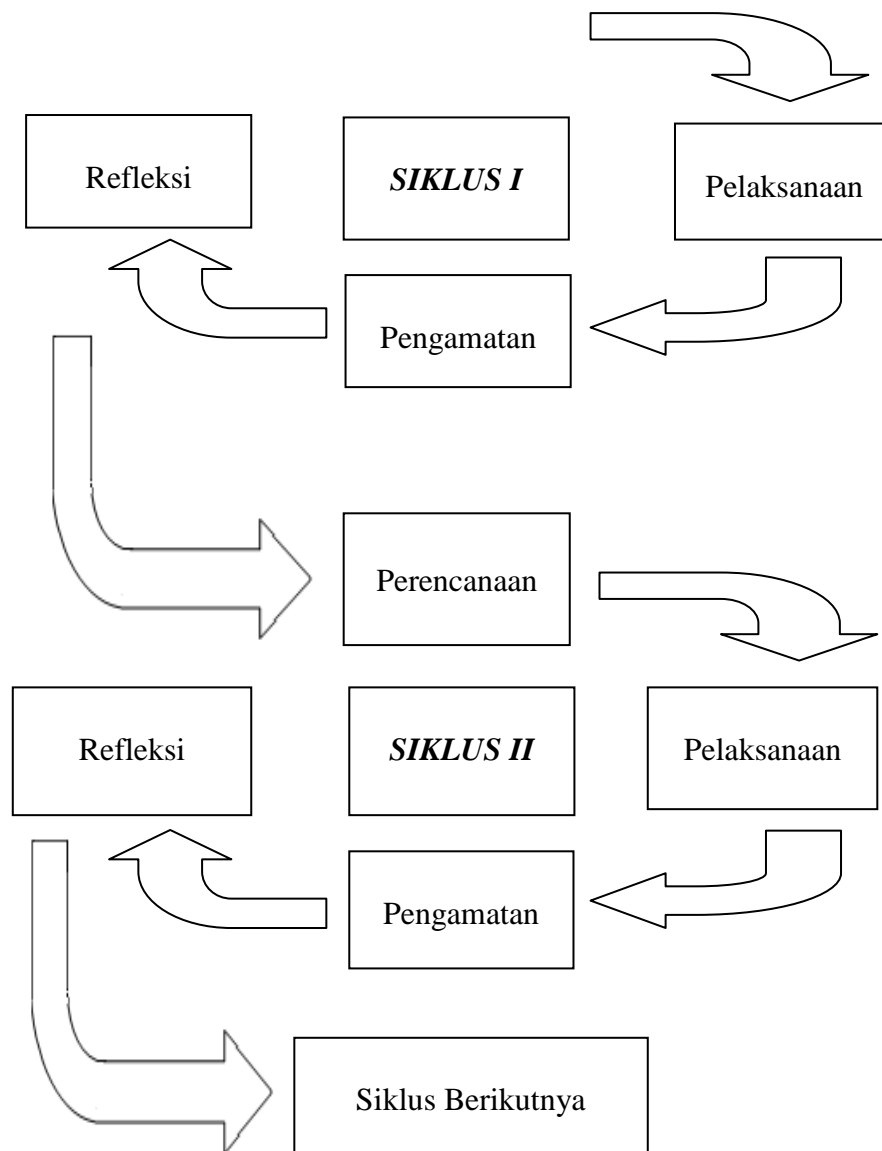 Refleksi
SIKLUS I
Pelaksanaan
Pengamatan
Perencanaan
Refleksi
SIKLUS II
Pelaksanaan
Pengamatan
Siklus Berikutnya